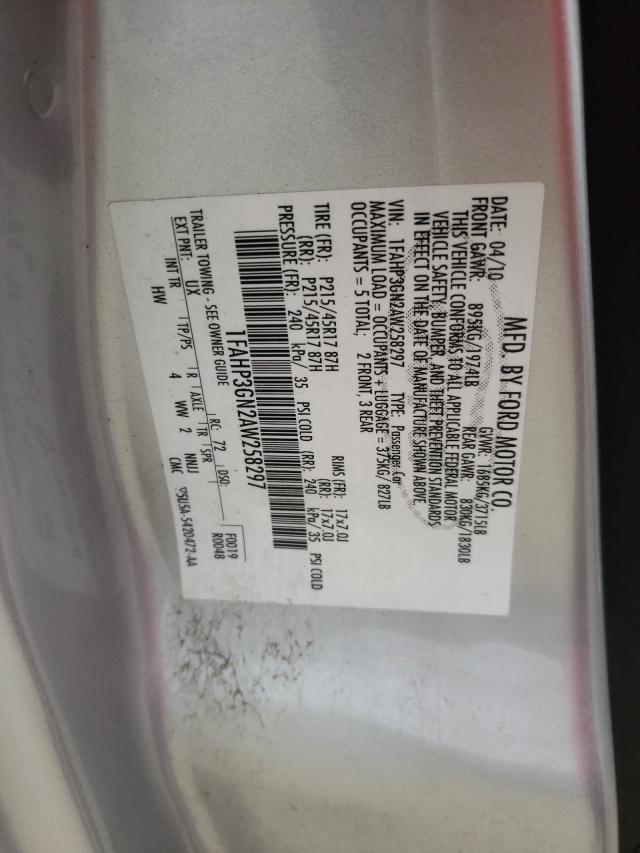 MFD. BY FORD MOTOR CO.
DATE: 04/10 GVWR: 1685KG/3715LB
FRONT GAWR: 895KG/1974LB REAR GAWR: 830KG/1830LB
THIS VEHICLE CONFORMS TO ALL APPLICABLE FEDERAL MOTOR
VEHICLE SAFETY, BUMPER, AND THEFT PREVENTION STANDARDS
IN EFFECT ON THE DATE OF MANUFACTURE SHOWN ABOVE.
VIN: 1FAHP3GN2AW258297 TYPE: Passenger Car
MAXIMUM LOAD = OCCUPANTS + LUGGAGE = 375KG/827LB
OCCUPANTS = 5 TOTAL; 2 FRONT, 3 REAR
TIRE (FR): P215/45R17 87H RIMS (FR): 17x7.0J
(RR): P215/45R17 87H (RR): 17x7.0J
PRESSURE (FR): 240 kPa/ 35 PSI COLD (RR): 240 kPa/35 PSI COLD
1FAHP3GN2AW258297
TRAILER TOWING - SEE OWNER GUIDE F0019
EXT PNT: UX RC: 72 DSO: R0048
INT TR TP/PS R AXLE TR SPR
HW 4 WW 2 NNJJ CMC 9SU5A-5420472-AA